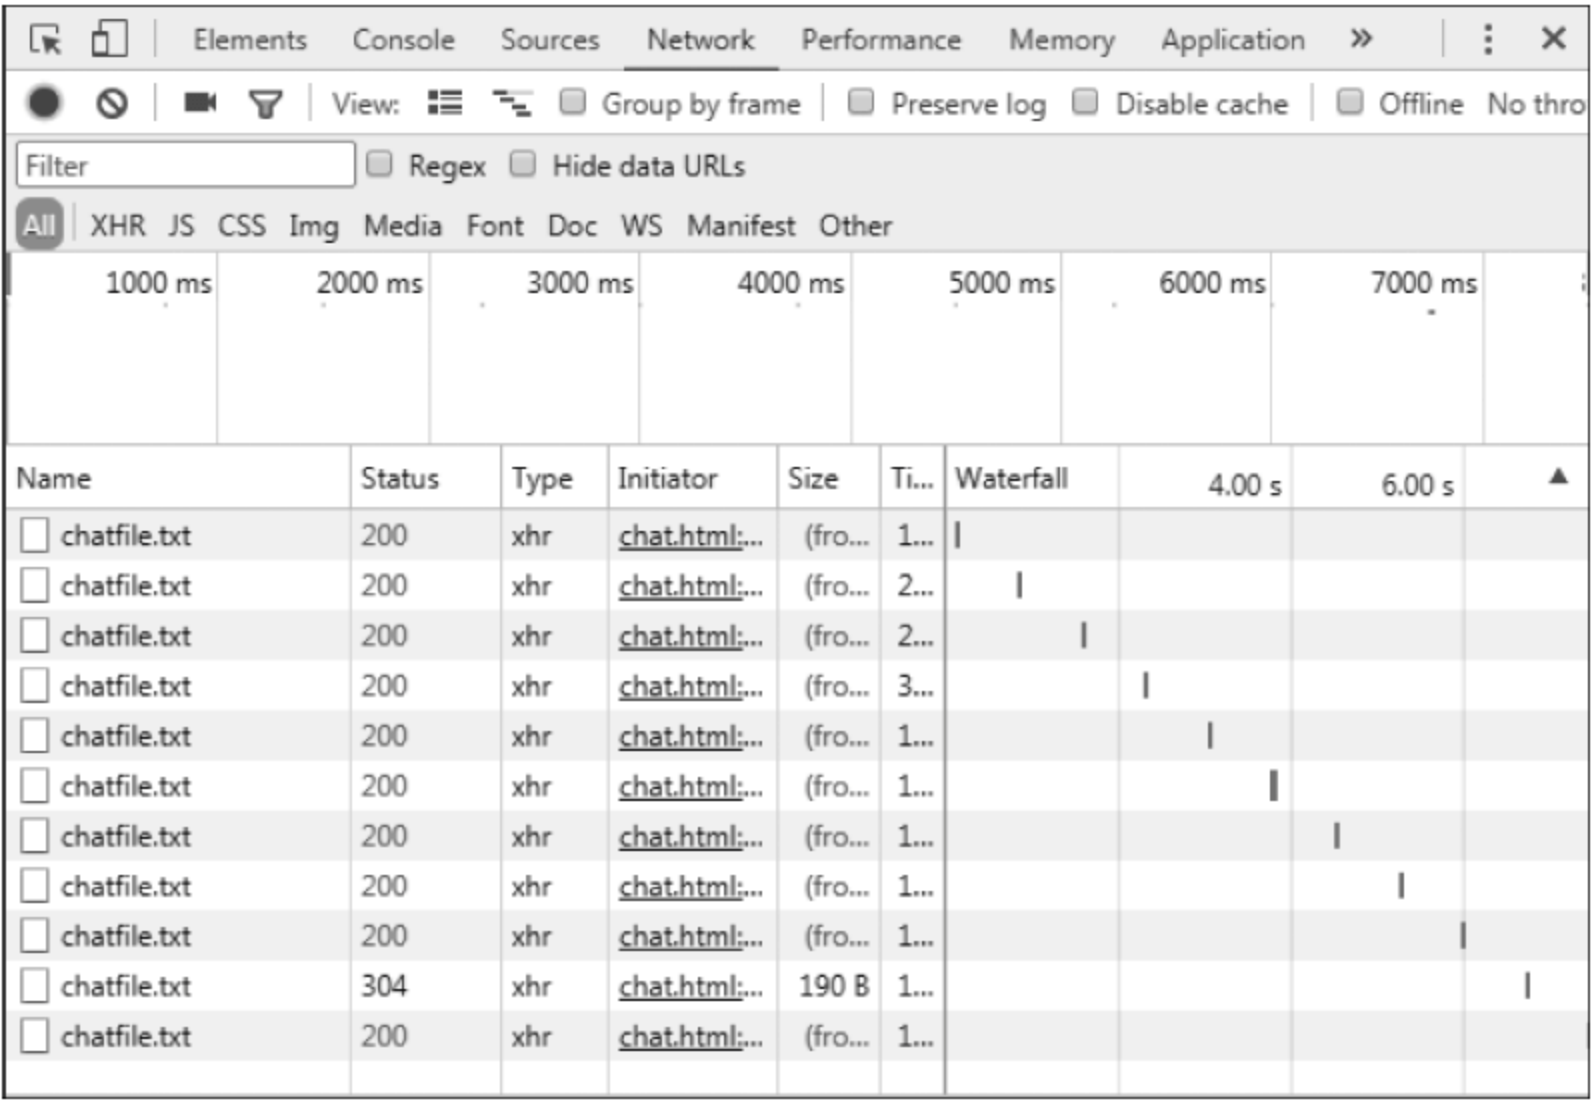 Elements Console Sources Network Performance Memory Application »
View: Group by frame Preserve log Disable cache Offline No thro
Filter Regex Hide data URLs
All XHR JS CSS Img Media Font Doc WS Manifest Other
1000 ms 2000 ms 3000 ms 4000 ms 5000 ms 6000 ms 7000 ms
Name Status Type Initiator Size Ti... Waterfall 4.00 s 6.00 s
chatfile.txt 200 xhr chat.html:... (fro... 1...
chatfile.txt 200 xhr chat.html:... (fro... 2...
chatfile.txt 200 xhr chat.html:... (fro... 2...
chatfile.txt 200 xhr chat.html:... (fro... 3...
chatfile.txt 200 xhr chat.html:... (fro... 1...
chatfile.txt 200 xhr chat.html:... (fro... 1...
chatfile.txt 200 xhr chat.html:... (fro... 1...
chatfile.txt 200 xhr chat.html:... (fro... 1...
chatfile.txt 200 xhr chat.html:... (fro... 1...
chatfile.txt 304 xhr chat.html:... 190 B 1...
chatfile.txt 200 xhr chat.html:... (fro... 1...